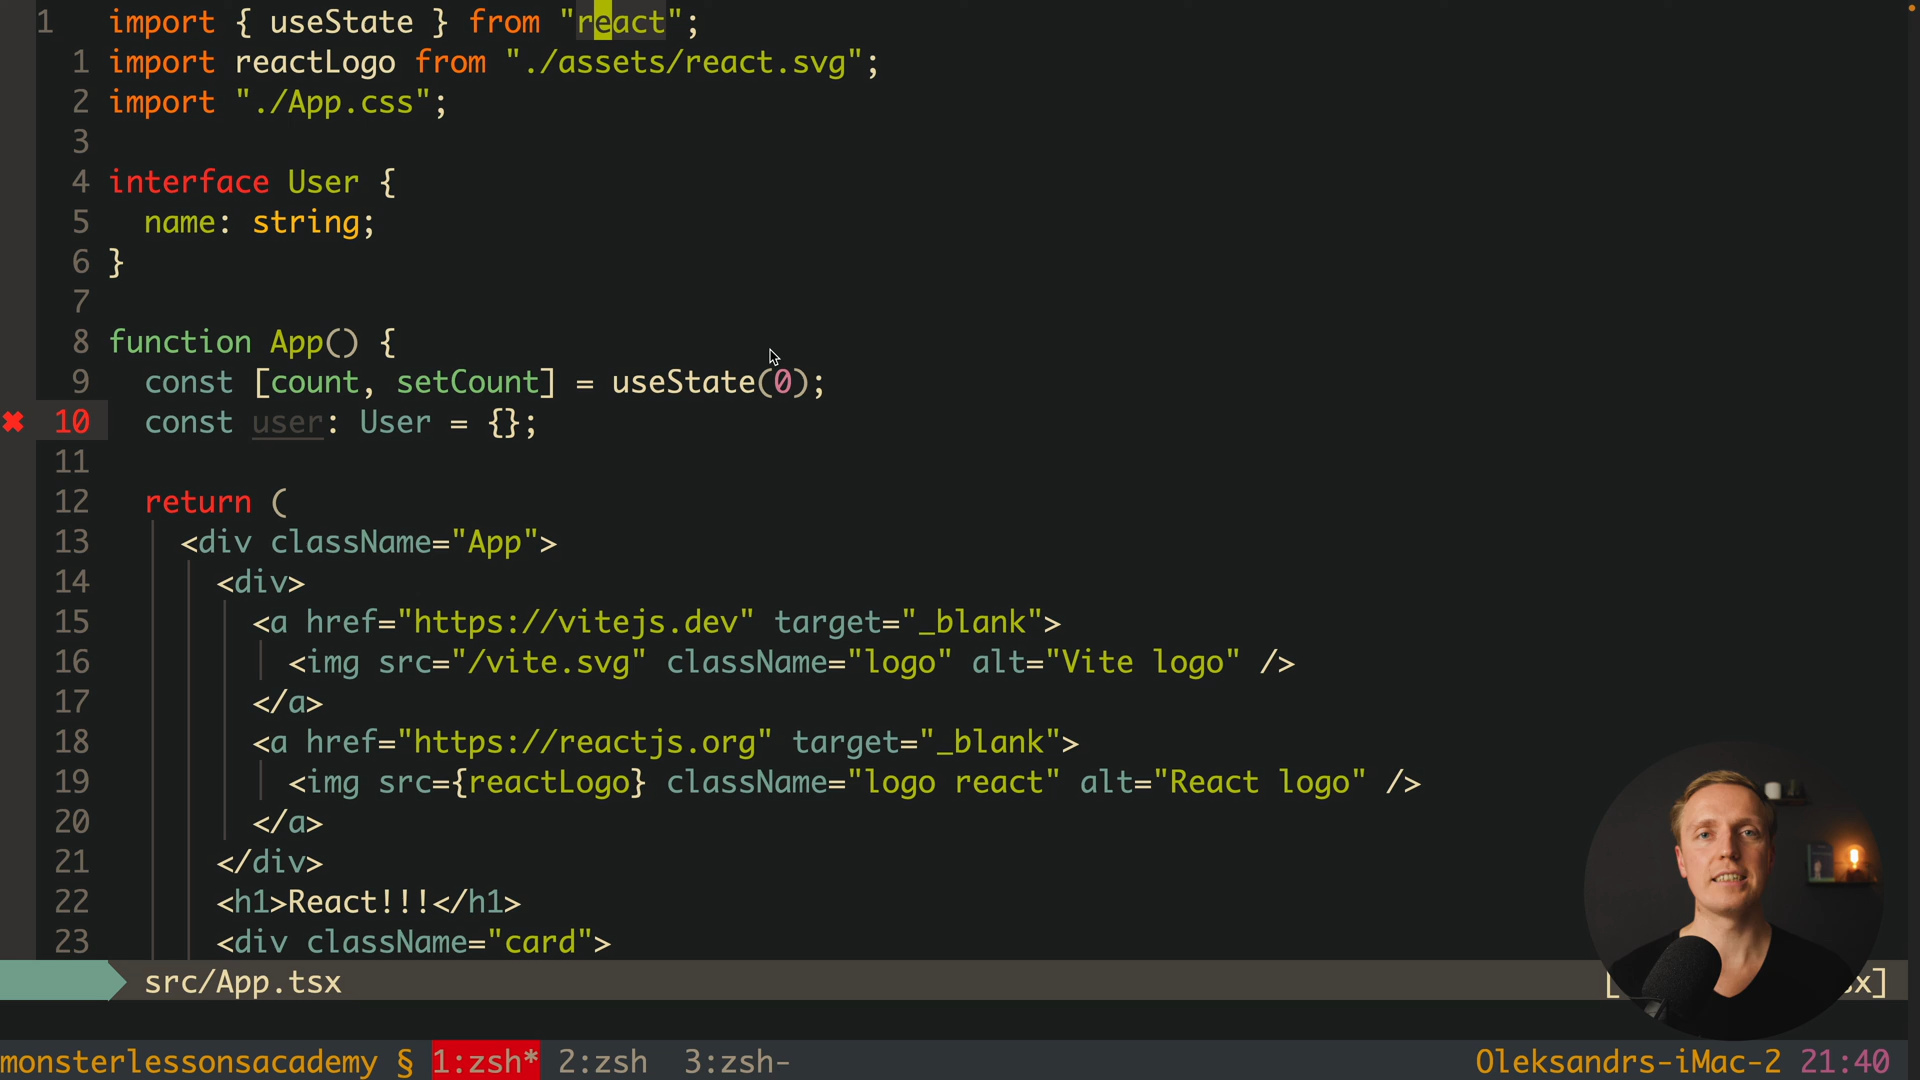 1 import { useState } from "react";
1 import reactLogo from "./assets/react.svg";
2 import "./App.css";
3
4 interface User {
5 name: string;
6 }
7
8 function App() {
9 const [count, setCount] = useState(0);
10 const user: User = {};
11
12 return (
13 <div className="App">
14 <div>
15 <a href="https://vitejs.dev" target="_blank">
16 <img src="/vite.svg" className="logo" alt="Vite logo" />
17 </a>
18 <a href="https://reactjs.org" target="_blank">
19 <img src={reactLogo} className="logo react" alt="React logo" />
20 </a>
21 </div>
22 <h1>React!!!</h1>
23 <div className="card">
src/App.tsx [ x]
monsterlessonsacademy § 1:zsh* 2:zsh 3:zsh- Oleksandrs-iMac-2 21:40